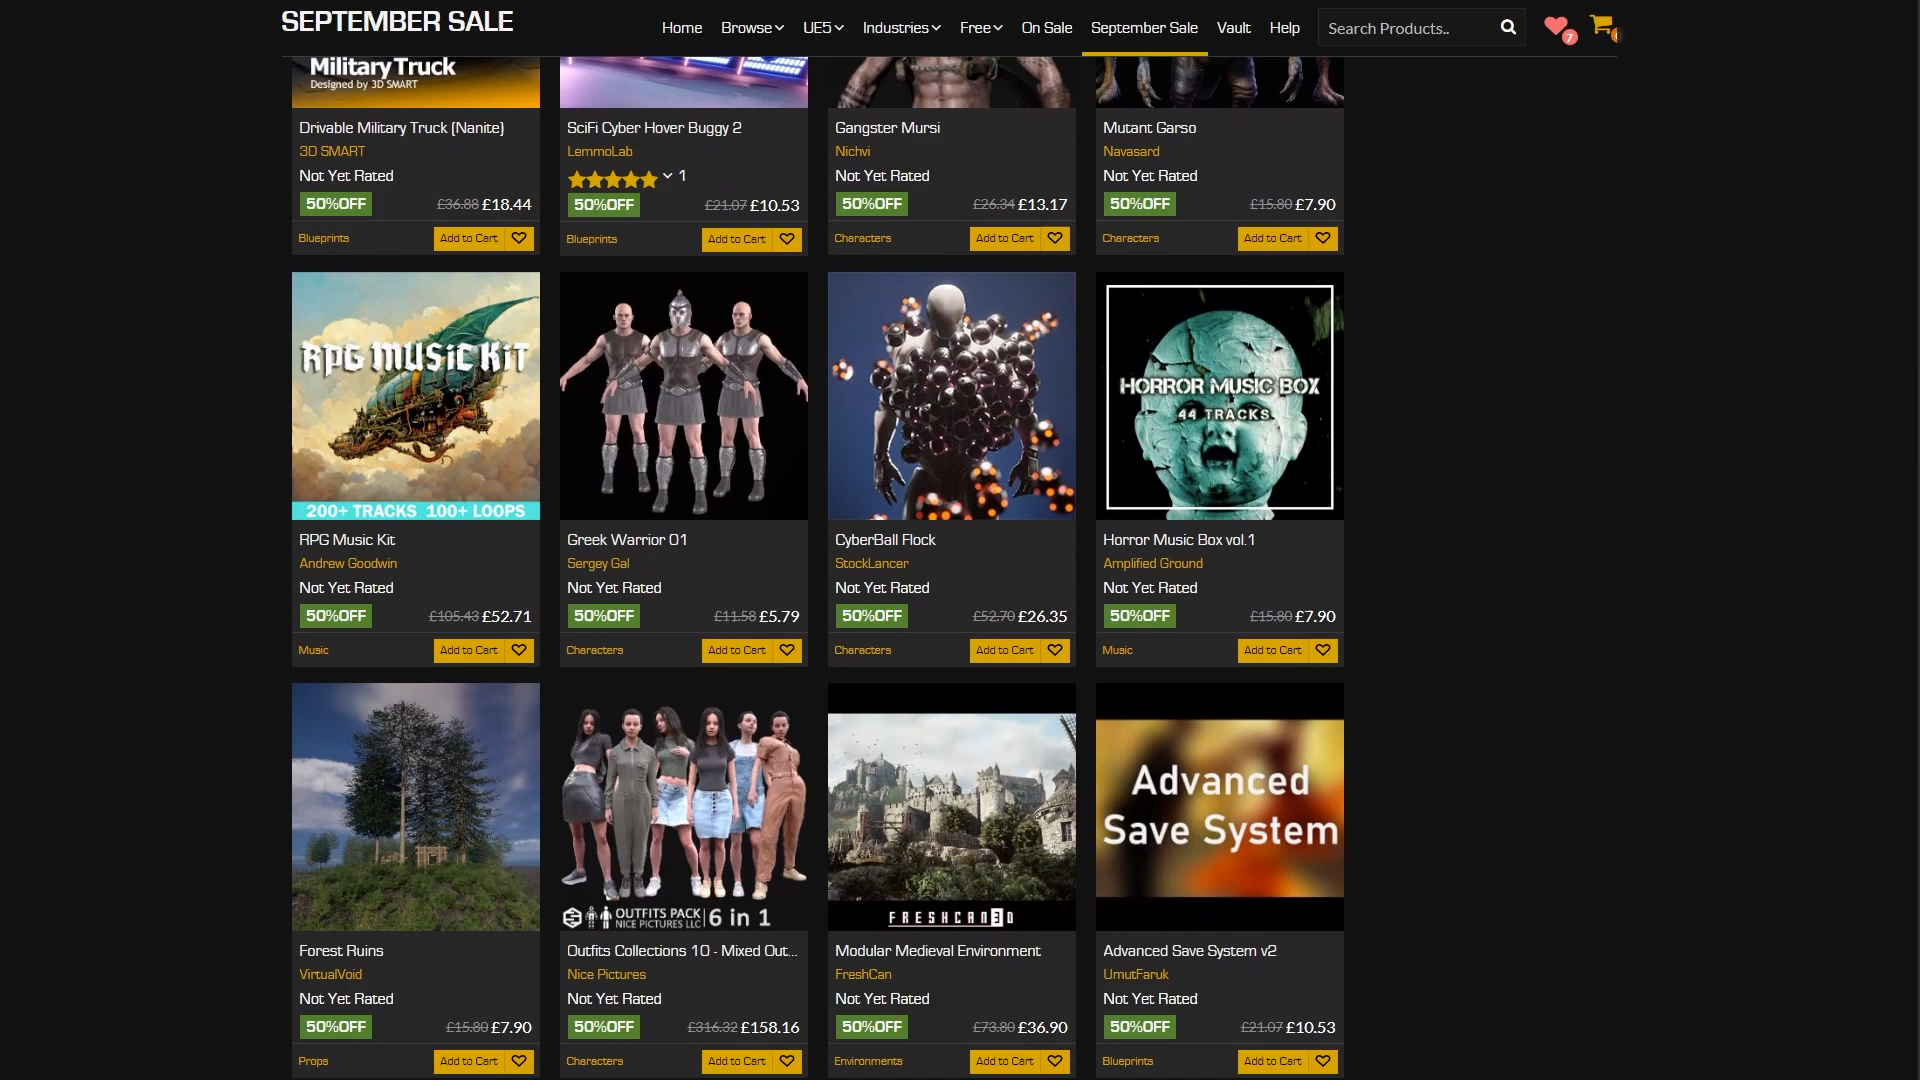 SEPTEMBER SALE
Home Browse UE5 Industries Free On Sale September Sale Vault Help
Search Products..
7
Military Truck
Designed by 3D SMART
Drivable Military Truck (Nanite)
3D SMART
Not Yet Rated
50%OFF £36.88 £18.44
Blueprints Add to Cart
SciFi Cyber Hover Buggy 2
LemmoLab
1
50%OFF £21.07 £10.53
Blueprints Add to Cart
Gangster Mursi
Nichvi
Not Yet Rated
50%OFF £26.34 £13.17
Characters Add to Cart
Mutant Garso
Navasard
Not Yet Rated
50%OFF £15.80 £7.90
Characters Add to Cart
RPG MUSIC KIT
200+ TRACKS 100+ LOOPS
RPG Music Kit
Andrew Goodwin
Not Yet Rated
50%OFF £105.43 £52.71
Music Add to Cart
Greek Warrior 01
Sergey Gal
Not Yet Rated
50%OFF £11.58 £5.79
Characters Add to Cart
CyberBall Flock
StockLancer
Not Yet Rated
50%OFF £52.70 £26.35
Characters Add to Cart
HORROR MUSIC BOX
44 TRACKS
Horror Music Box vol.1
Amplified Ground
Not Yet Rated
50%OFF £15.80 £7.90
Music Add to Cart
Forest Ruins
VirtualVoid
Not Yet Rated
50%OFF £15.80 £7.90
Props Add to Cart
OUTFITS PACK 6 in 1
NICE PICTURES LLC
Outfits Collections 10 - Mixed Out...
Nice Pictures
Not Yet Rated
50%OFF £316.32 £158.16
Characters Add to Cart
FRESHCAN3D
Modular Medieval Environment
FreshCan
Not Yet Rated
50%OFF £73.80 £36.90
Environments Add to Cart
Advanced
Save System
Advanced Save System v2
UmutFaruk
Not Yet Rated
50%OFF £21.07 £10.53
Blueprints Add to Cart